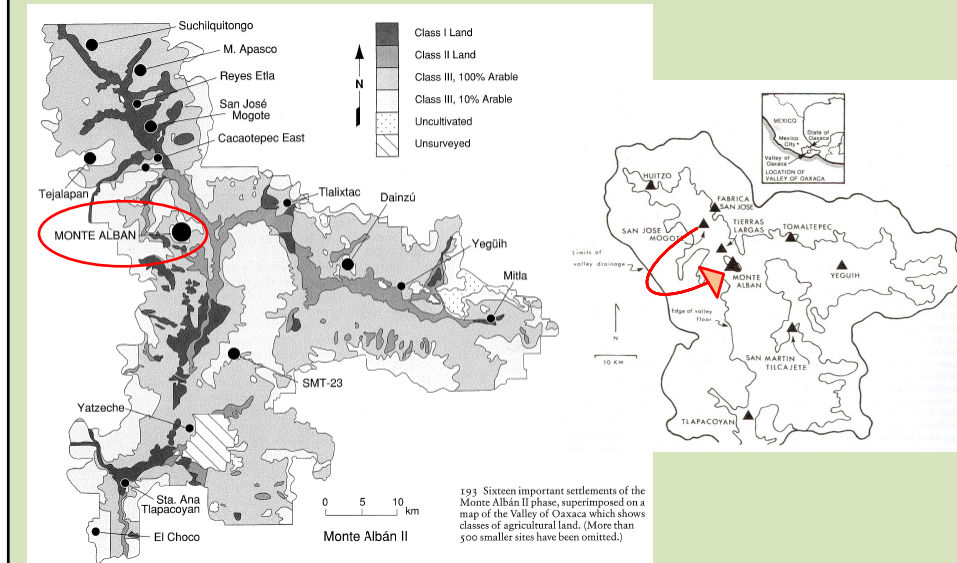 Suchilquitongo
M. Apasco
Reyes Etla
San José
Mogote
Cacaotepec East
Tejalapan
MONTE ALBAN
Tlalixtac
Dainzú
Yegüih
Mitla
SMT-23
Yatzeche
Sta. Ana
Tlapacoyan
El Choco
N
Class I Land
Class II Land
Class III, 100% Arable
Class III, 10% Arable
Uncultivated
Unsurveyed
0 5 10
km
Monte Albán II
193 Sixteen important settlements of the
Monte Albán II phase, superimposed on a
map of the Valley of Oaxaca which shows
classes of agricultural land. (More than
500 smaller sites have been omitted.)
MEXICO
Mexico
City
State of
Oaxaca
Valley of
Oaxaca
LOCATION OF
VALLEY OF OAXACA
HUITZO
FABRICA
SAN JOSE
SAN JOSE
MOGOTE
TIERRAS
LARGAS
TOMALTEPEC
Limits of
valley drainage
MONTE
ALBAN
YEGUIH
Edge of valley
floor
N
10 KM
SAN MARTIN
TILCAJETE
TLAPACOYAN